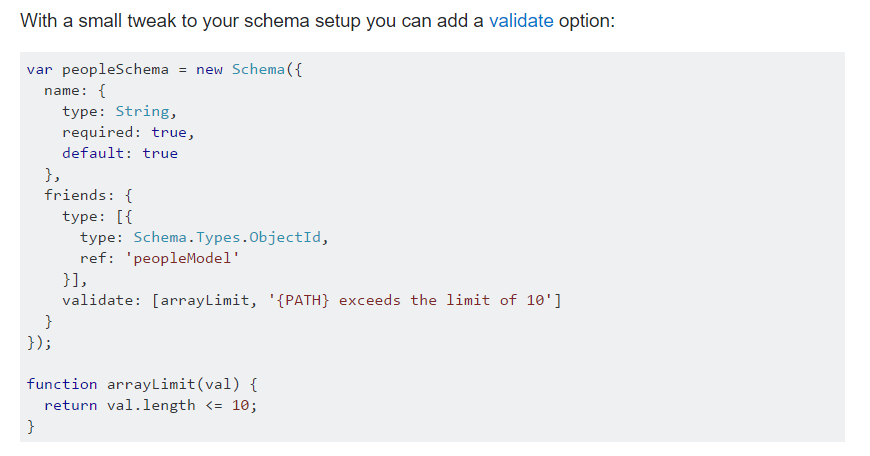 With a small tweak to your schema setup you can add a validate option:
var peopleSchema = new Schema({
  name: {
    type: String,
    required: true,
    default: true
  },
  friends: {
    type: [{
      type: Schema.Types.ObjectId,
      ref: 'peopleModel'
    }],
    validate: [arrayLimit, '{PATH} exceeds the limit of 10']
  }
});

function arrayLimit(val) {
  return val.length <= 10;
}